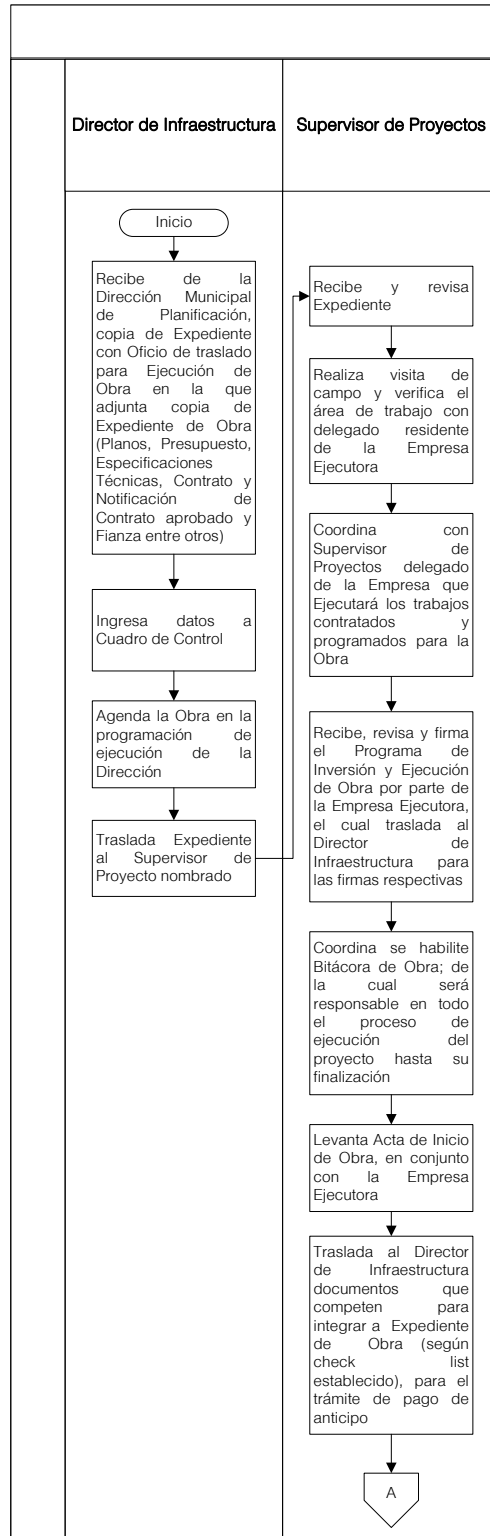 Director de Infraestructura
Supervisor de Proyectos
Inicio
Recibe de la
Dirección Municipal
de Planificación,
copia de Expediente
con Oficio de traslado
para Ejecución de
Obra en la que
adjunta copia de
Expediente de Obra
(Planos, Presupuesto,
Especificaciones
Técnicas, Contrato y
Notificación de
Contrato aprobado y
Fianza entre otros)
Ingresa datos a
Cuadro de Control
Agenda la Obra en la
programación de
ejecución de la
Dirección
Traslada Expediente
al Supervisor de
Proyecto nombrado
Recibe y revisa
Expediente
Realiza visita de
campo y verifica el
área de trabajo con
delegado residente
de la Empresa
Ejecutora
Coordina con
Supervisor de
Proyectos delegado
de la Empresa que
Ejecutará los trabajos
contratados y
programados para la
Obra
Recibe, revisa y firma
el Programa de
Inversión y Ejecución
de Obra por parte de
la Empresa Ejecutora,
el cual traslada al
Director de
Infraestructura para
las firmas respectivas
Coordina se habilite
Bitácora de Obra; de
la cual será
responsable en todo
el proceso de
ejecución del
proyecto hasta su
finalización
Levanta Acta de Inicio
de Obra, en conjunto
con la Empresa
Ejecutora
Traslada al Director
de Infraestructura
documentos que
competen para
integrar a Expediente
de Obra (según
check list
establecido), para el
trámite de pago de
anticipo
A